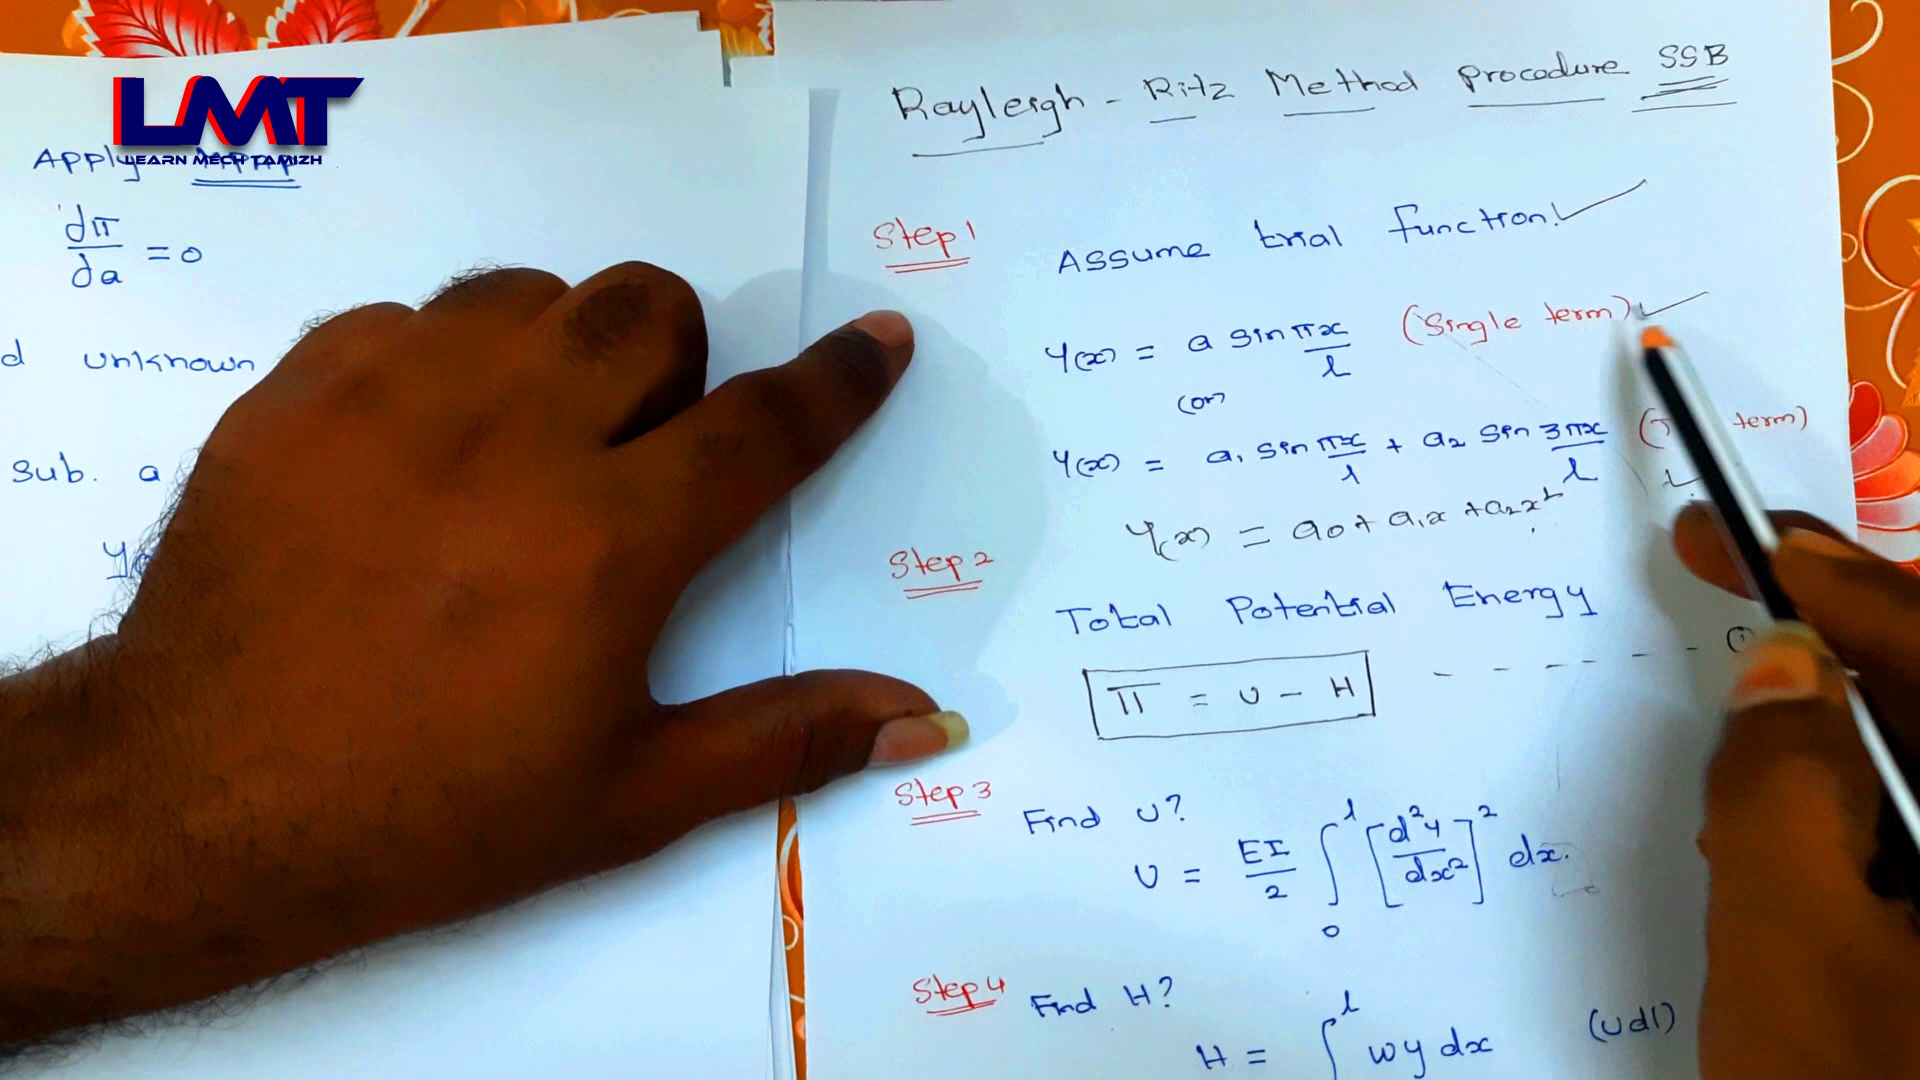 LMT
LEARN MECH TAMIZH
Apply
dπ/da = 0
d unknown
Sub. a
Rayleigh - Ritz Method Procedure SSB
Step 1
Assume trial function!
Y(x) = a sin πx/l (Single term)
(or)
Y(x) = a₁ sin πx/l + a₂ sin 3πx/l term)
Y(x) = a0 + a₁x + a₂x²
Step 2
Total Potential Energy
π = U - H - - - - - - (1)
Step 3
Find U?
U = EI/2 ∫₀ˡ [d²y/dx²]² dx.
Step 4
Find H?
H = ∫ˡ wy dx (udl)